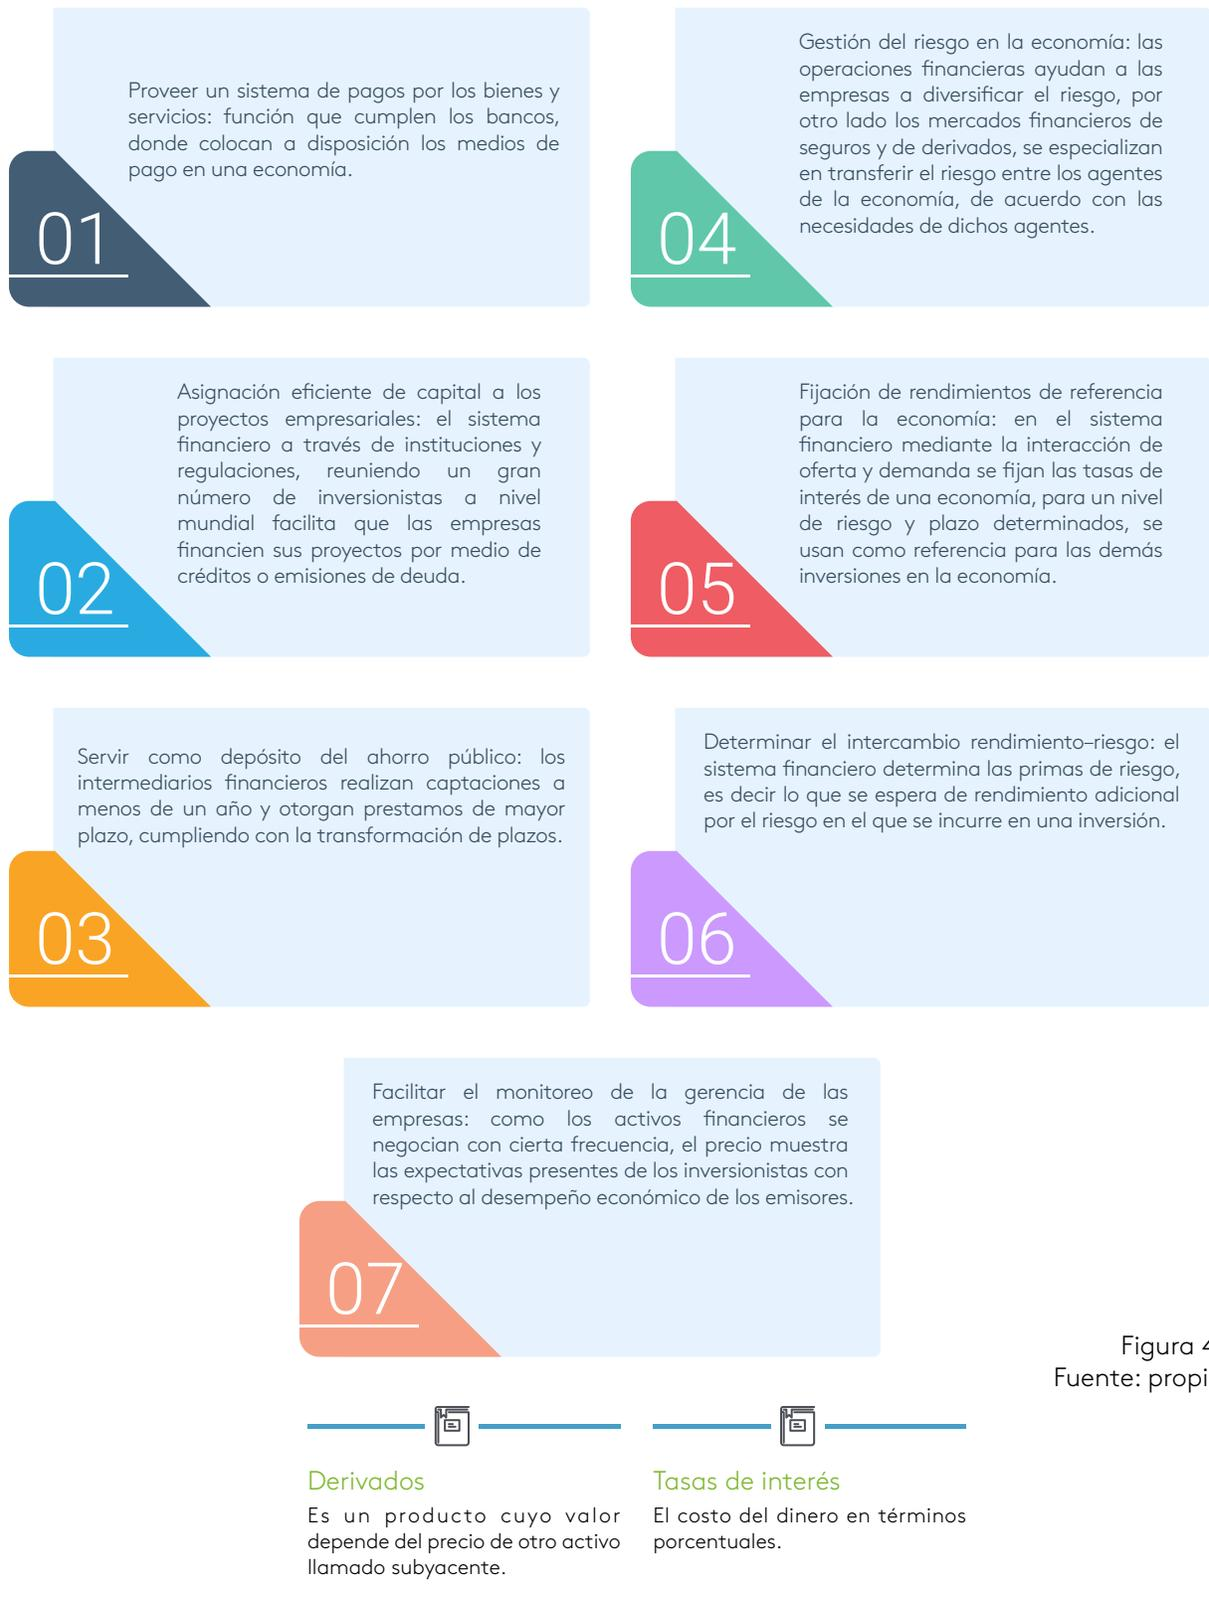 Proveer un sistema de pagos por los bienes y
servicios: función que cumplen los bancos,
donde colocan a disposición los medios de
pago en una economía.
01
Asignación eficiente de capital a los
proyectos empresariales: el sistema
financiero a través de instituciones y
regulaciones, reuniendo un gran
número de inversionistas a nivel
mundial facilita que las empresas
financien sus proyectos por medio de
créditos o emisiones de deuda.
02
Servir como depósito del ahorro público: los
intermediarios financieros realizan captaciones a
menos de un año y otorgan prestamos de mayor
plazo, cumpliendo con la transformación de plazos.
03
Gestión del riesgo en la economía: las
operaciones financieras ayudan a las
empresas a diversificar el riesgo, por
otro lado los mercados financieros de
seguros y de derivados, se especializan
en transferir el riesgo entre los agentes
de la economía, de acuerdo con las
necesidades de dichos agentes.
04
Fijación de rendimientos de referencia
para la economía: en el sistema
financiero mediante la interacción de
oferta y demanda se fijan las tasas de
interés de una economía, para un nivel
de riesgo y plazo determinados, se
usan como referencia para las demás
inversiones en la economía.
05
Determinar el intercambio rendimiento–riesgo: el
sistema financiero determina las primas de riesgo,
es decir lo que se espera de rendimiento adicional
por el riesgo en el que se incurre en una inversión.
06
Facilitar el monitoreo de la gerencia de las
empresas: como los activos financieros se
negocian con cierta frecuencia, el precio muestra
las expectativas presentes de los inversionistas con
respecto al desempeño económico de los emisores.
07
Figura 4
Fuente: propi
Derivados
Es un producto cuyo valor
depende del precio de otro activo
llamado subyacente.
Tasas de interés
El costo del dinero en términos
porcentuales.